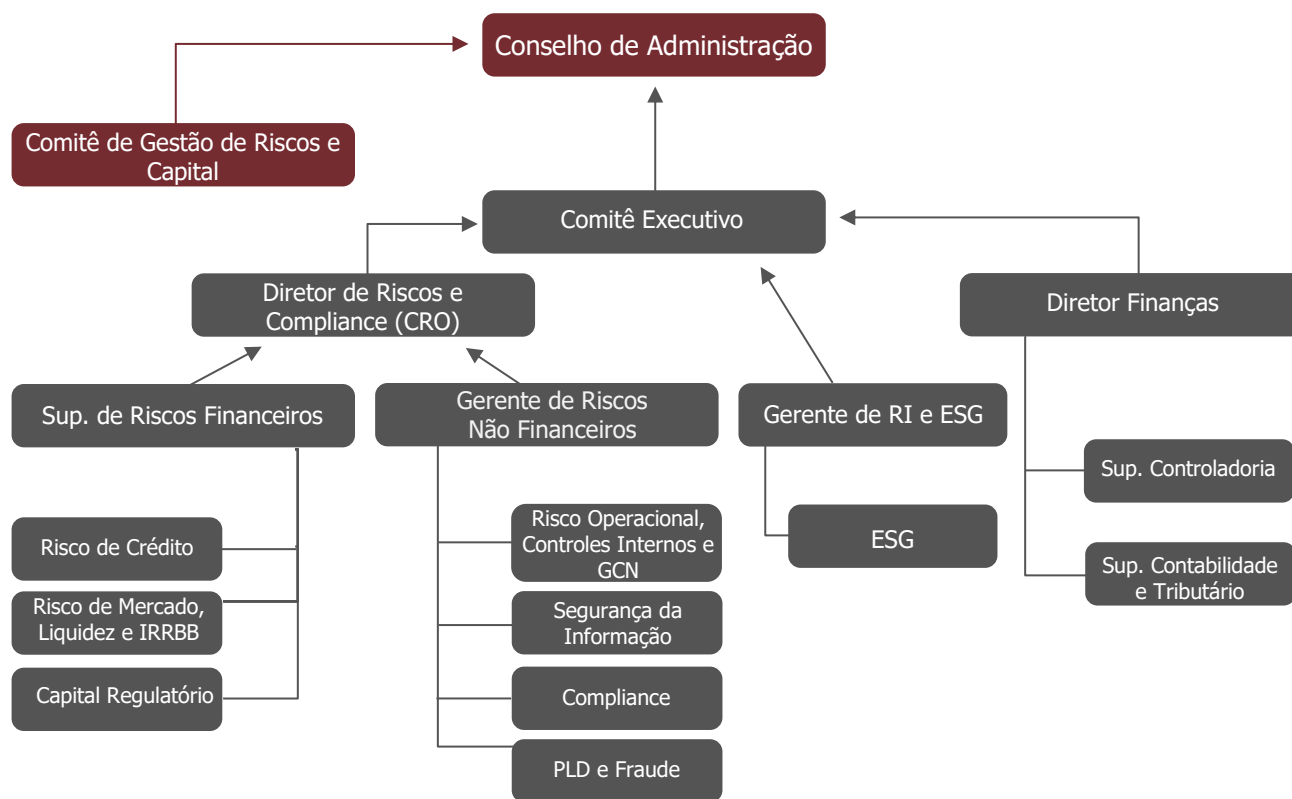 Conselho de Administração
Comitê de Gestão de Riscos e
Capital
Comitê Executivo
Diretor de Riscos e
Compliance (CRO)
Diretor Finanças
Sup. de Riscos Financeiros
Gerente de Riscos
Não Financeiros
Gerente de RI e ESG
Sup. Controladoria
Risco de Crédito
Risco Operacional,
Controles Internos e
GCN
ESG
Sup. Contabilidade
e Tributário
Risco de Mercado,
Liquidez e IRRBB
Segurança da
Informação
Capital Regulatório
Compliance
PLD e Fraude